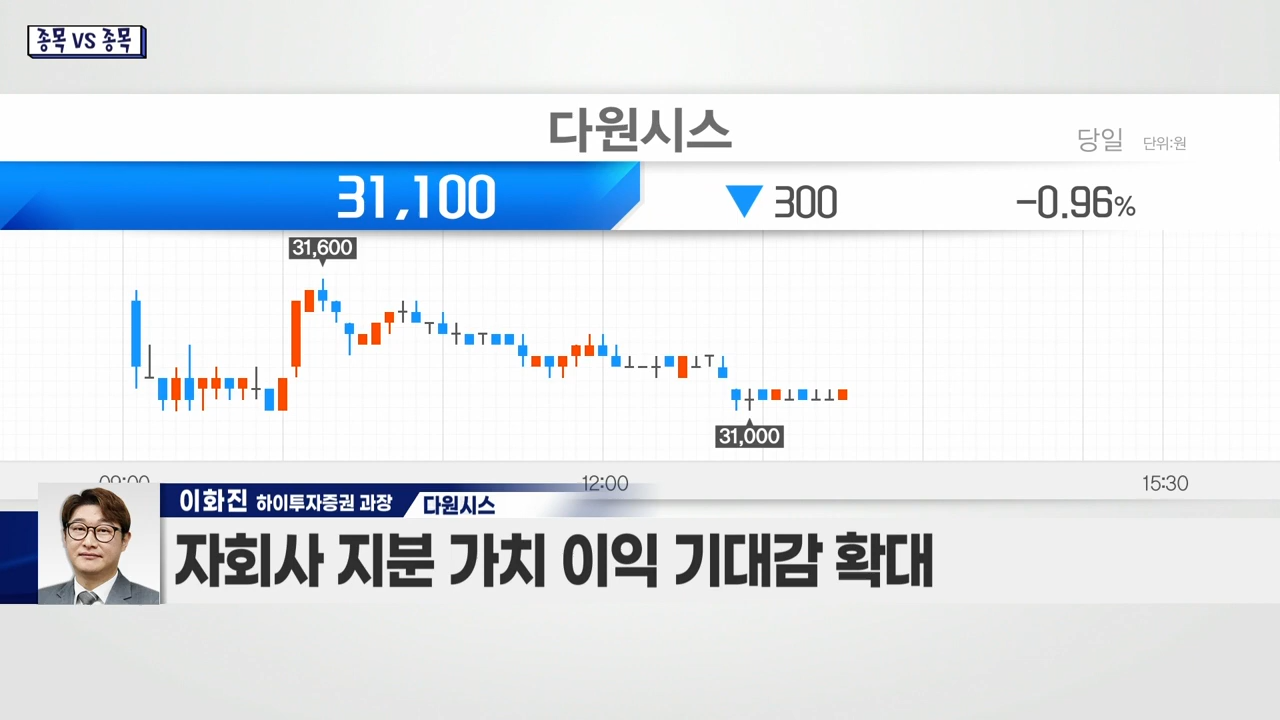 종목 VS 종목
다원시스
당일 단위:원
31,100 ▼ 300 -0.96%
31,600
31,000
09:00 12:00 15:30
이화진 하이투자증권 과장 다원시스
자회사 지분 가치 이익 기대감 확대